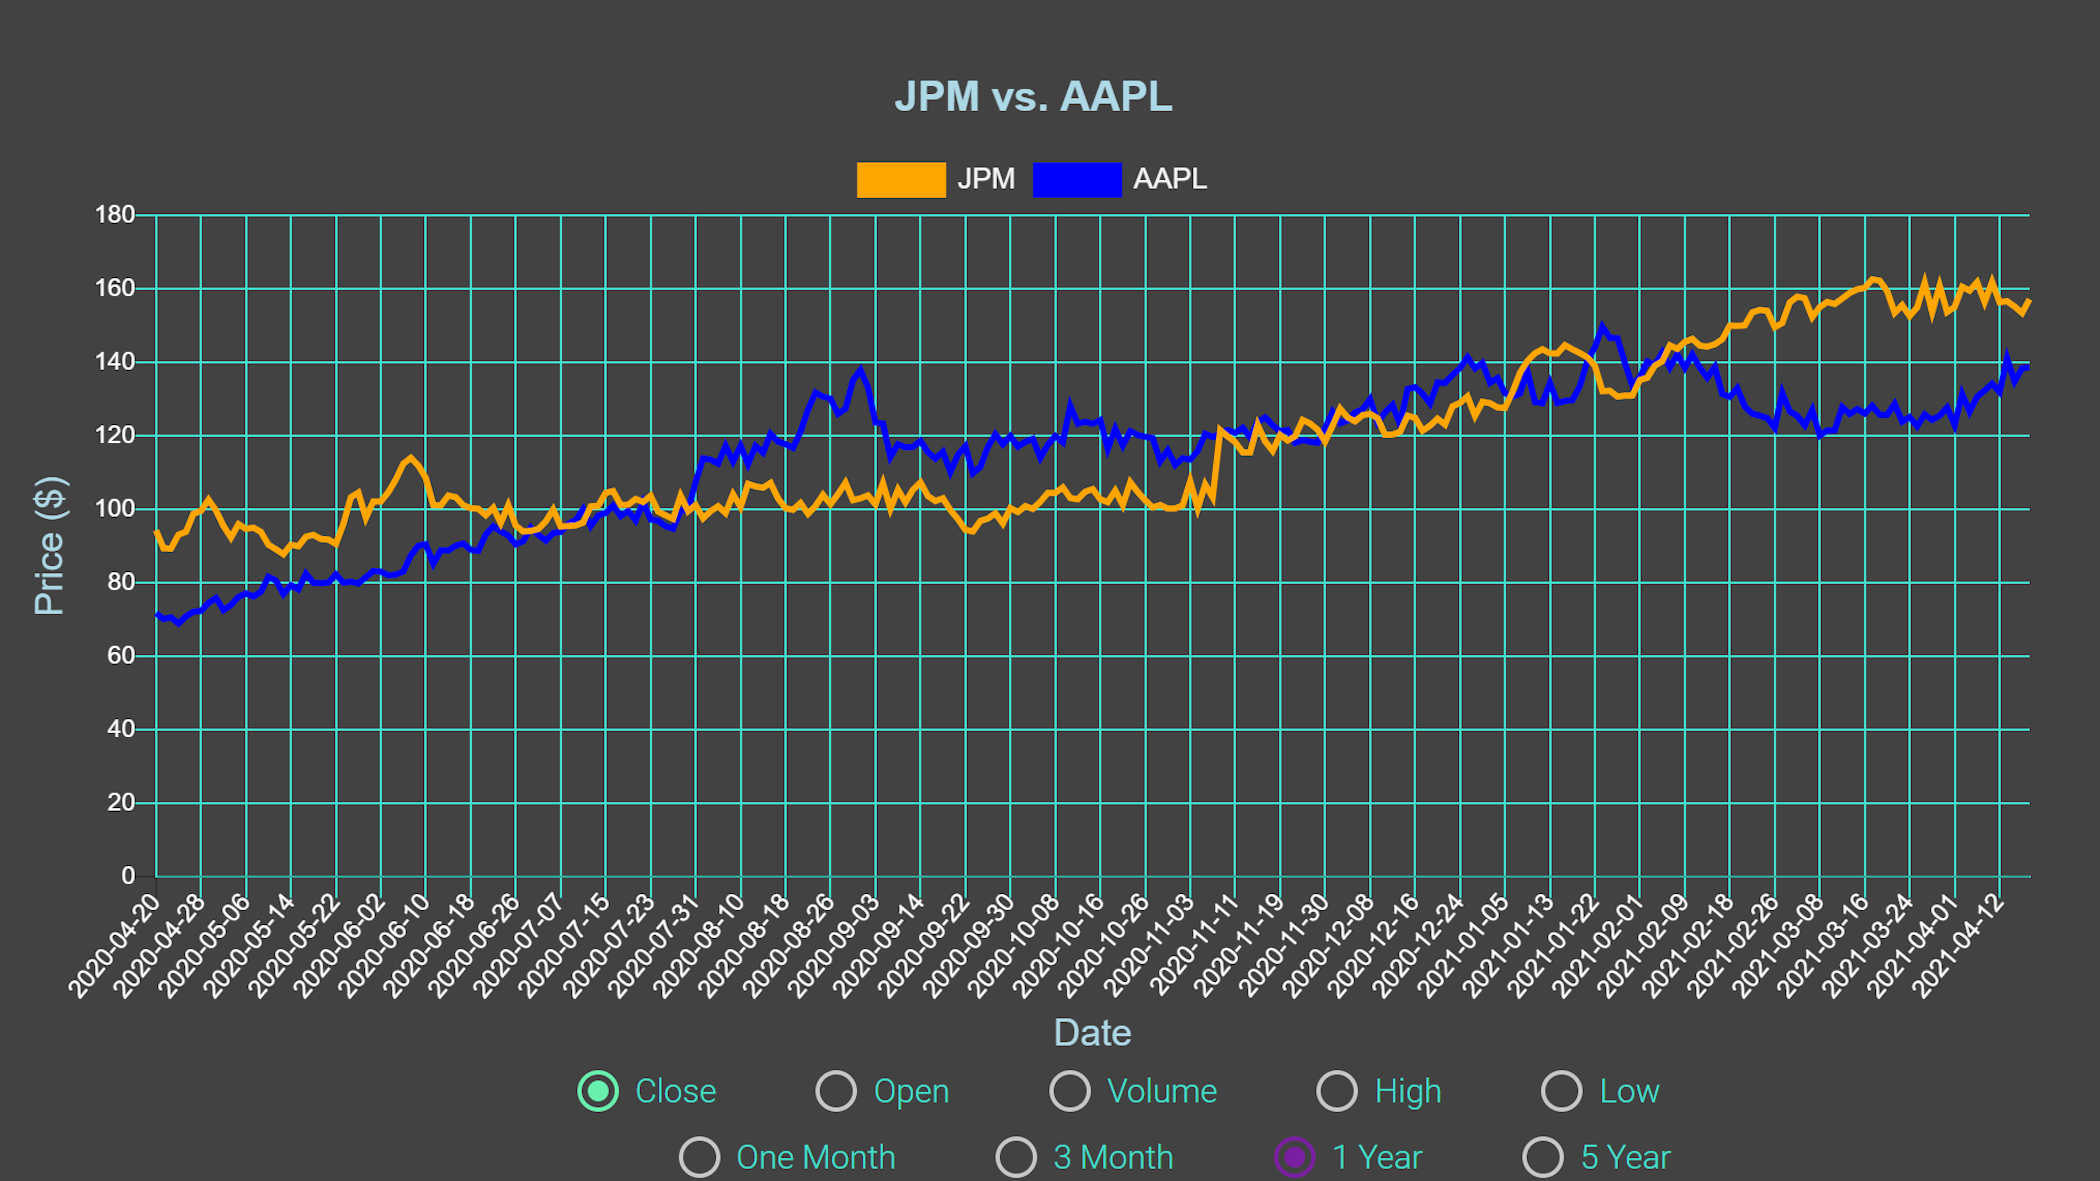 JPM vs. AAPL
JPM AAPL
180
160
140
120
100
80
60
40
20
0
Price ($)
2020-04-20 2020-04-28 2020-05-06 2020-05-14 2020-05-22 2020-06-02 2020-06-10 2020-06-18 2020-06-26 2020-07-07 2020-07-15 2020-07-23 2020-07-31 2020-08-10 2020-08-18 2020-08-26 2020-09-03 2020-09-14 2020-09-22 2020-09-30 2020-10-08 2020-10-16 2020-10-26 2020-11-03 2020-11-11 2020-11-19 2020-11-30 2020-12-08 2020-12-16 2020-12-24 2021-01-05 2021-01-13 2021-01-22 2021-02-01 2021-02-09 2021-02-18 2021-02-26 2021-03-08 2021-03-16 2021-03-24 2021-04-01 2021-04-12
Date
Close Open Volume High Low
One Month 3 Month 1 Year 5 Year